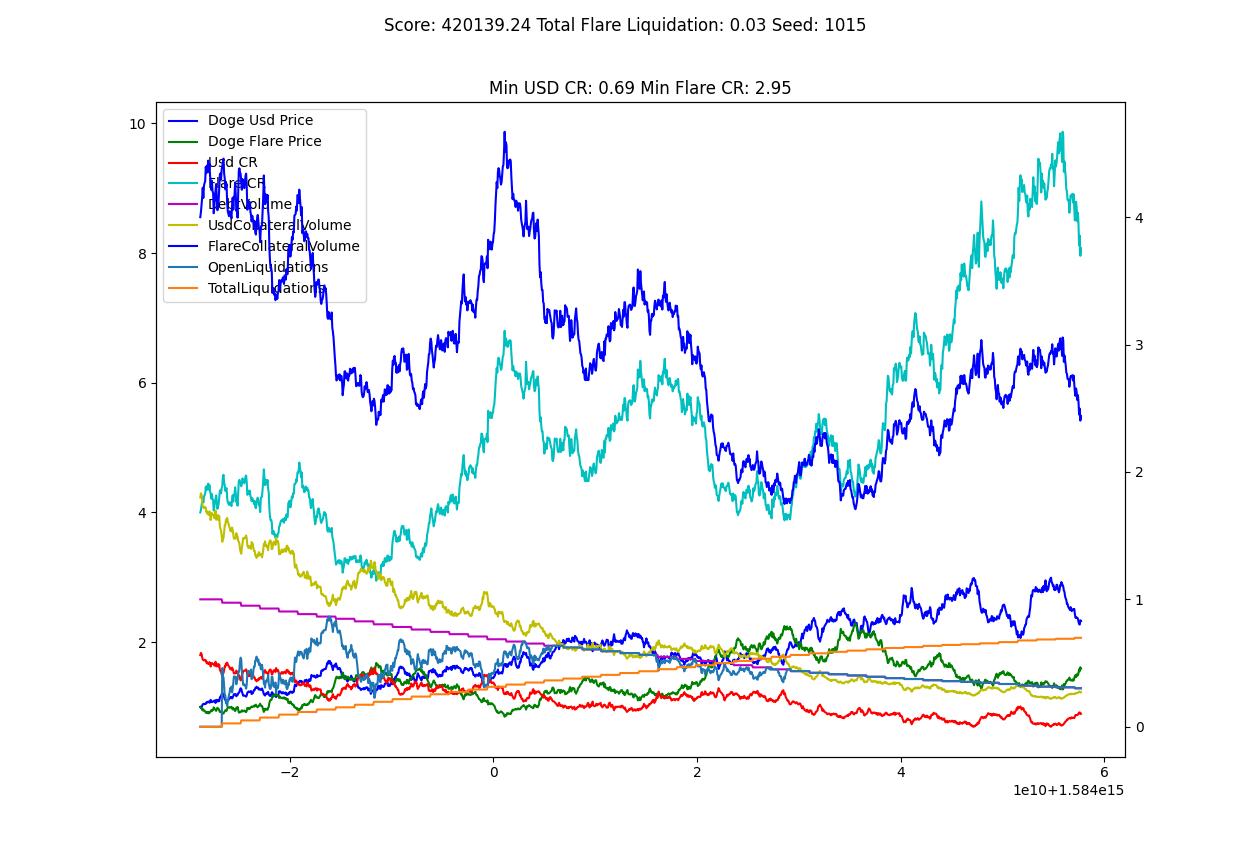 Score: 420139.24 Total Flare Liquidation: 0.03 Seed: 1015
Min USD CR: 0.69 Min Flare CR: 2.95
Doge Usd Price
Doge Flare Price
Usd CR
Flare CR
DebtVolume
UsdCollateralVolume
FlareCollateralVolume
OpenLiquidations
TotalLiquidations
10
8
6
4
2
4
3
2
1
0
−2
0
2
4
6
1e10+1.584e15